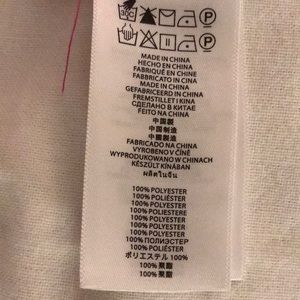 MADE IN CHINA
HECHO EN CHINA
FABRIQUÉ EN CHINE
FABBRICATO IN CINA
MADE IN CHINA
GEFABRICEERD IN CHINA
FREMSTILLET I KINA
СДЕЛАНО В КИТАЕ
FEITO NA CHINA
中国製
中国制造
中國製造
FABRICADO NA CHINA
VYROBENO V ČÍNĚ
WYPRODUKOWANO W CHINACH
KÉSZÜLT KÍNÁBAN
ผลิตในจีน
100% POLYESTER
100% POLIÉSTER
100% POLYESTER
100% POLIESTERE
100% POLYESTER
100% POLYESTER
100% POLYESTER
100% ПОЛИЭСТЕР
100% POLIÉSTER
ポリエステル 100%
100% 聚酯
100% 聚酯